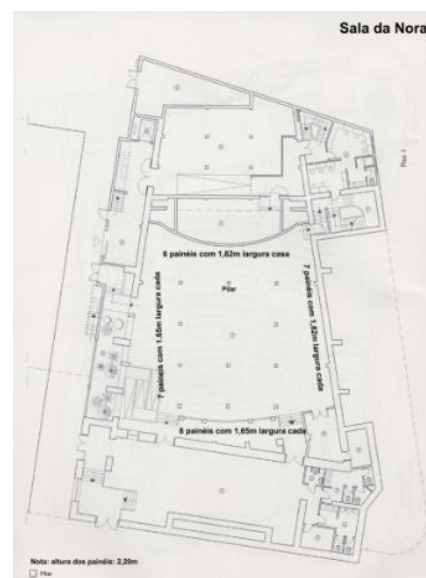 Sala da Nora
Piso
6 painéis com 1,82m largura casa
Pilar
7 painéis com 1,65m largura cada
7 painéis com 1,82m largura cada
8 painéis com 1,65m largura cada
Nota: altura dos painéis: 2,20m
Pilar